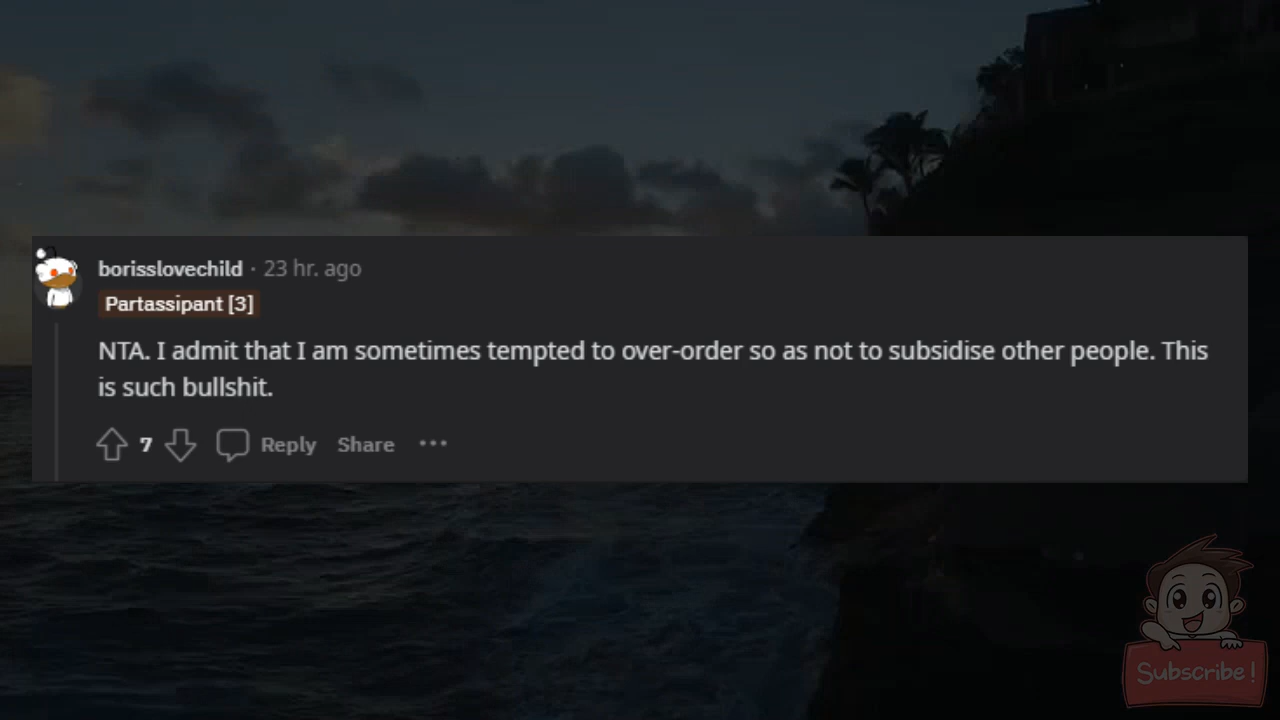 borisslovechild · 23 hr. ago
Partassipant [3]
NTA. I admit that I am sometimes tempted to over-order so as not to subsidise other people. This
is such bullshit.
7 Reply Share ···
Subscribe!